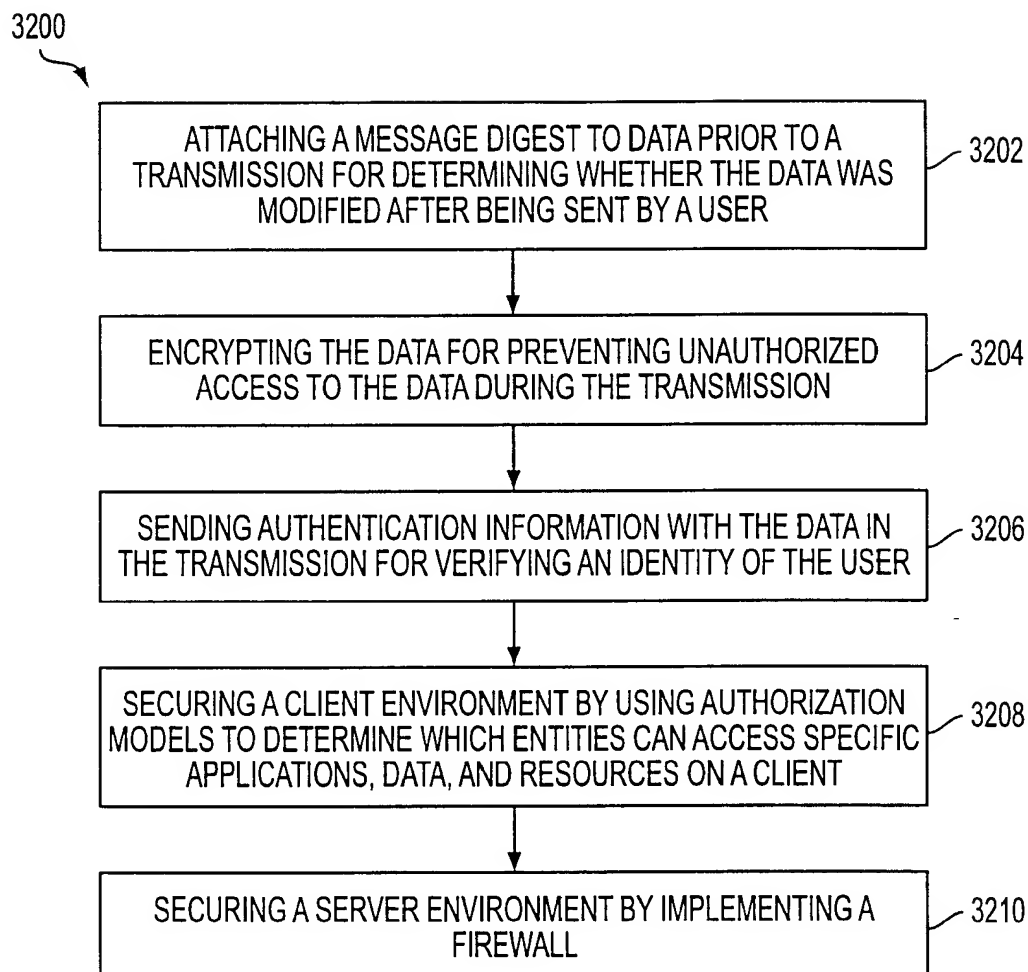 3200
ATTACHING A MESSAGE DIGEST TO DATA PRIOR TO A
TRANSMISSION FOR DETERMINING WHETHER THE DATA WAS
MODIFIED AFTER BEING SENT BY A USER
3202
ENCRYPTING THE DATA FOR PREVENTING UNAUTHORIZED
ACCESS TO THE DATA DURING THE TRANSMISSION
3204
SENDING AUTHENTICATION INFORMATION WITH THE DATA IN
THE TRANSMISSION FOR VERIFYING AN IDENTITY OF THE USER
3206
SECURING A CLIENT ENVIRONMENT BY USING AUTHORIZATION
MODELS TO DETERMINE WHICH ENTITIES CAN ACCESS SPECIFIC
APPLICATIONS, DATA, AND RESOURCES ON A CLIENT
3208
SECURING A SERVER ENVIRONMENT BY IMPLEMENTING A
FIREWALL
3210